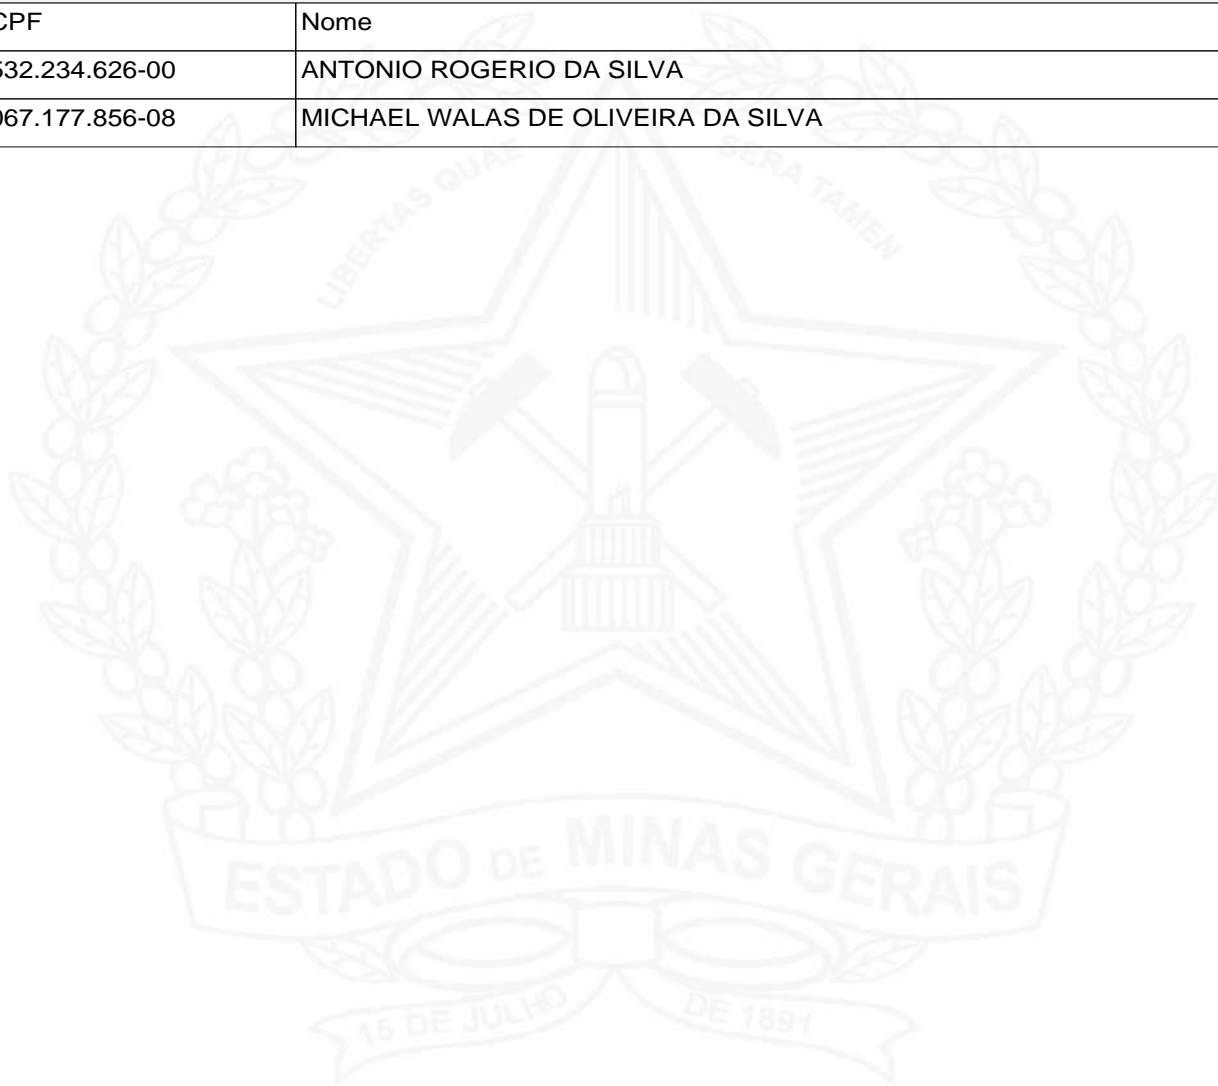 CPF Nome
532.234.626-00 ANTONIO ROGERIO DA SILVA
067.177.856-08 MICHAEL WALAS DE OLIVEIRA DA SILVA
LIBERTAS QUAE SERA TAMEN
ESTADO DE MINAS GERAIS
15 DE JULHO DE 1891